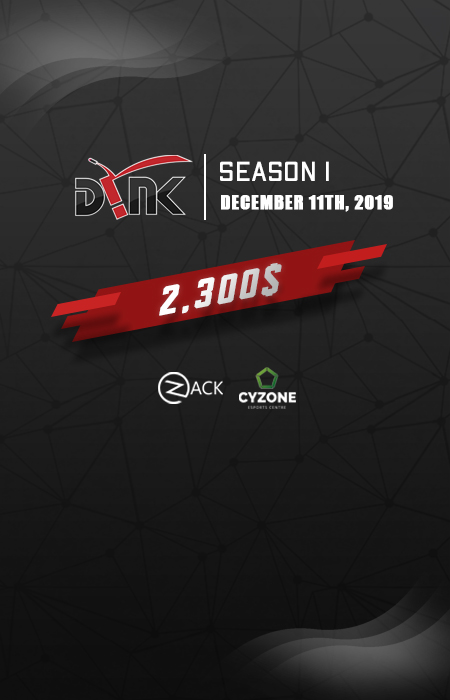 D!NK
SEASON I
DECEMBER 11TH, 2019
2,300$
ZACK
CYZONE
ESPORTS CENTRE